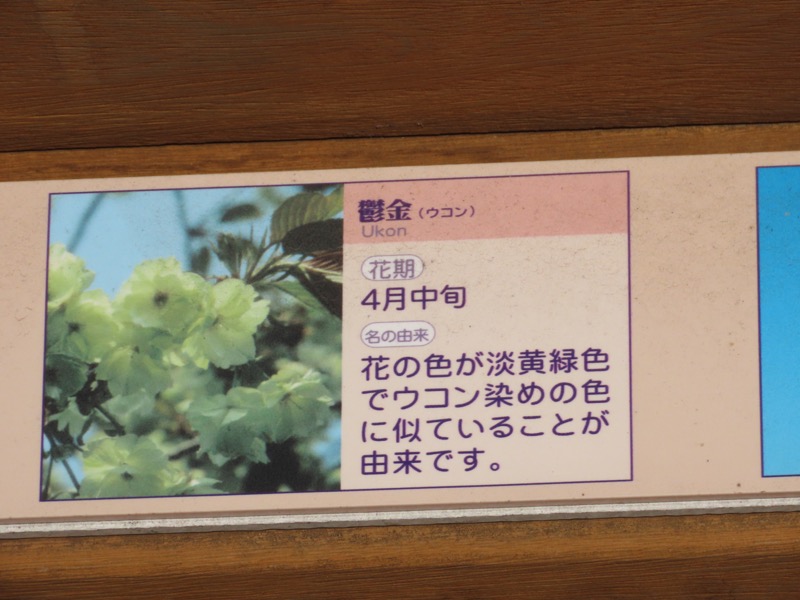 鬱金（ウコン）
Ukon
花期
4月中旬
名の由来
花の色が淡黄緑色
でウコン染めの色
に似ていることが
由来です。